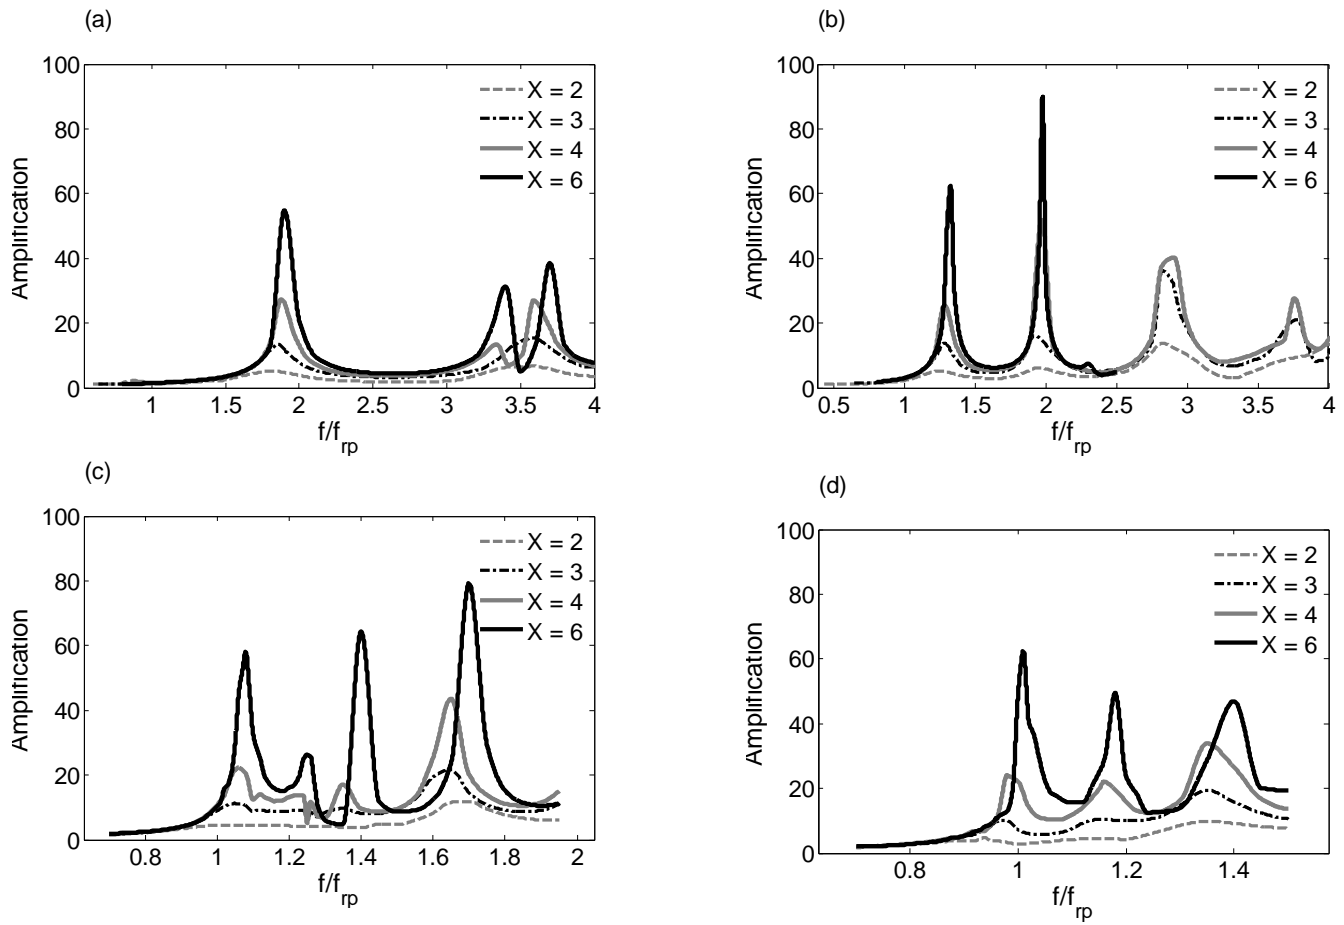 (a)
100
80
60
40
20
0
Amplification
X = 2
X = 3
X = 4
X = 6
1 1.5 2 2.5 3 3.5 4
f/f_rp
(b)
100
80
60
40
20
0
Amplification
X = 2
X = 3
X = 4
X = 6
0.5 1 1.5 2 2.5 3 3.5 4
f/f_rp
(c)
100
80
60
40
20
0
Amplification
X = 2
X = 3
X = 4
X = 6
0.8 1 1.2 1.4 1.6 1.8 2
f/f_rp
(d)
100
80
60
40
20
0
Amplification
X = 2
X = 3
X = 4
X = 6
0.8 1 1.2 1.4
f/f_rp